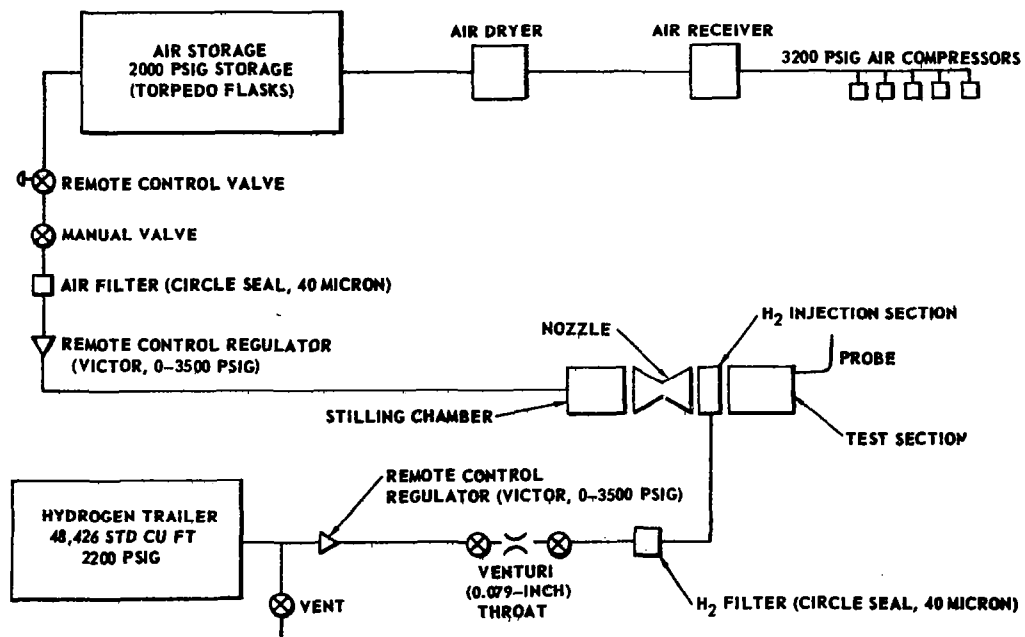 AIR STORAGE
2000 PSIG STORAGE
(TORPEDO FLASKS)
AIR DRYER
AIR RECEIVER
3200 PSIG AIR COMPRESSORS
REMOTE CONTROL VALVE
MANUAL VALVE
AIR FILTER (CIRCLE SEAL, 40 MICRON)
REMOTE CONTROL REGULATOR
(VICTOR, 0–3500 PSIG)
NOZZLE
H₂ INJECTION SECTION
PROBE
STILLING CHAMBER
TEST SECTION
REMOTE CONTROL
REGULATOR (VICTOR, 0–3500 PSIG)
HYDROGEN TRAILER
48,426 STD CU FT
2200 PSIG
VENT
VENTURI
(0.079–INCH)
THROAT
H₂ FILTER (CIRCLE SEAL, 40 MICRON)